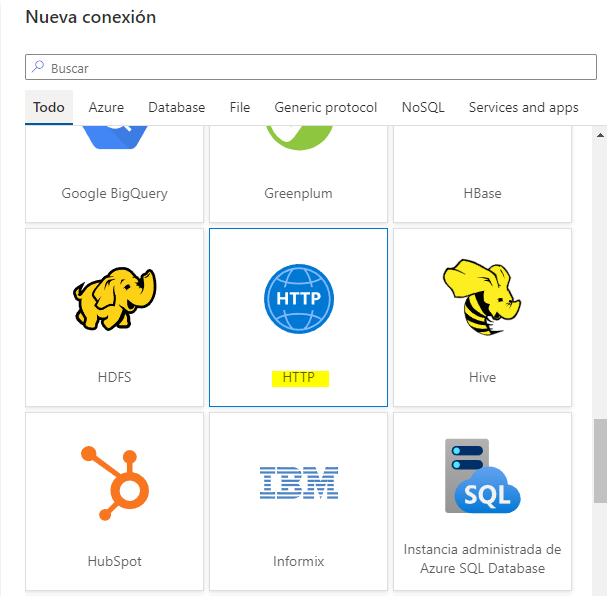 Nueva conexión
Buscar
Todo Azure Database File Generic protocol NoSQL Services and apps
Google BigQuery Greenplum HBase
HTTP
HDFS HTTP Hive
IBM
SQL
HubSpot Informix Instancia administrada de
Azure SQL Database